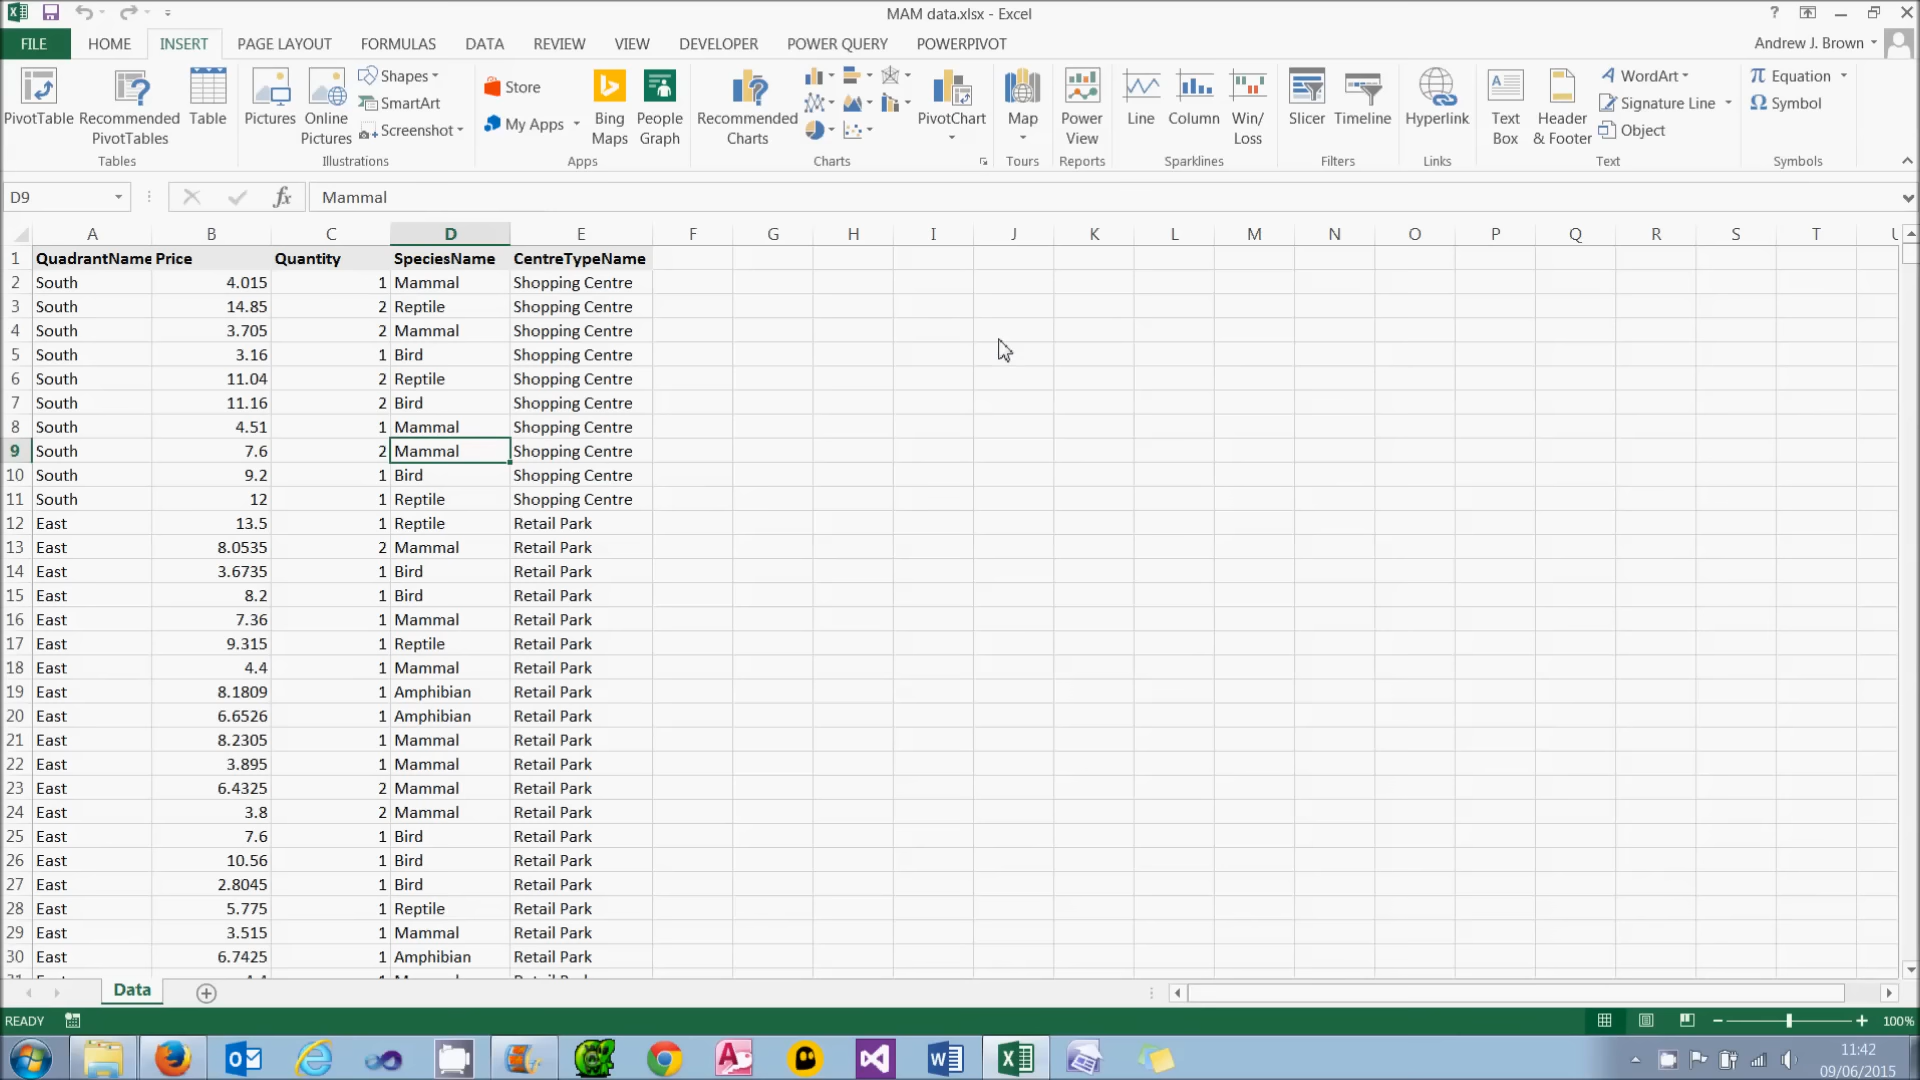 MAM data.xlsx - Excel
FILE HOME INSERT PAGE LAYOUT FORMULAS DATA REVIEW VIEW DEVELOPER POWER QUERY POWERPIVOT Andrew J. Brown
PivotTable
Recommended PivotTables
Table
Tables
Pictures
Online Pictures
Shapes
SmartArt
Screenshot
Illustrations
Store
My Apps
Bing Maps
People Graph
Apps
Recommended Charts
PivotChart
Charts
Map
Tours
Power View
Reports
Line
Column
Win/ Loss
Sparklines
Slicer
Timeline
Filters
Hyperlink
Links
Text Box
Header & Footer
WordArt
Signature Line
Object
Text
Equation
Symbol
Symbols
D9 fx Mammal
A B C D E F G H I J K L M N O P Q R S T
1 QuadrantName Price Quantity SpeciesName CentreTypeName
2 South 4.015 1 Mammal Shopping Centre
3 South 14.85 2 Reptile Shopping Centre
4 South 3.705 2 Mammal Shopping Centre
5 South 3.16 1 Bird Shopping Centre
6 South 11.04 2 Reptile Shopping Centre
7 South 11.16 2 Bird Shopping Centre
8 South 4.51 1 Mammal Shopping Centre
9 South 7.6 2 Mammal Shopping Centre
10 South 9.2 1 Bird Shopping Centre
11 South 12 1 Reptile Shopping Centre
12 East 13.5 1 Reptile Retail Park
13 East 8.0535 2 Mammal Retail Park
14 East 3.6735 1 Bird Retail Park
15 East 8.2 1 Bird Retail Park
16 East 7.36 1 Mammal Retail Park
17 East 9.315 1 Reptile Retail Park
18 East 4.4 1 Mammal Retail Park
19 East 8.1809 1 Amphibian Retail Park
20 East 6.6526 1 Amphibian Retail Park
21 East 8.2305 1 Mammal Retail Park
22 East 3.895 1 Mammal Retail Park
23 East 6.4325 2 Mammal Retail Park
24 East 3.8 2 Mammal Retail Park
25 East 7.6 1 Bird Retail Park
26 East 10.56 1 Bird Retail Park
27 East 2.8045 1 Bird Retail Park
28 East 5.775 1 Reptile Retail Park
29 East 3.515 1 Mammal Retail Park
30 East 6.7425 1 Amphibian Retail Park
Data
READY 100%
11:42
09/06/2015